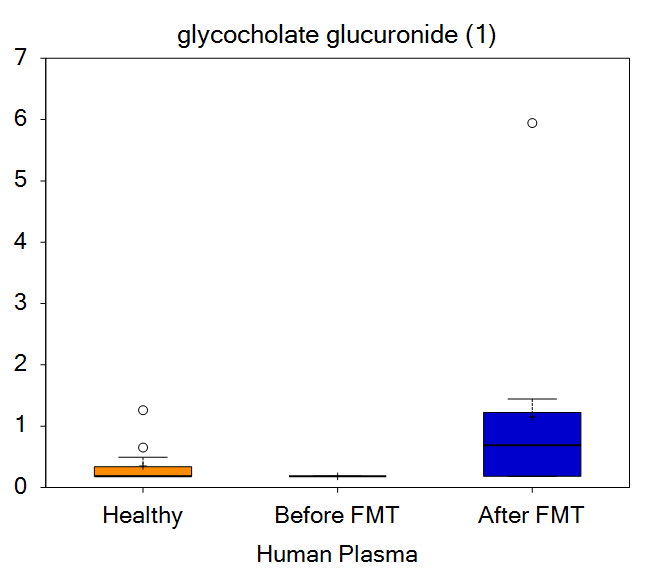 glycocholate glucuronide (1)
7
6
5
4
3
2
1
0
Healthy Before FMT After FMT
Human Plasma